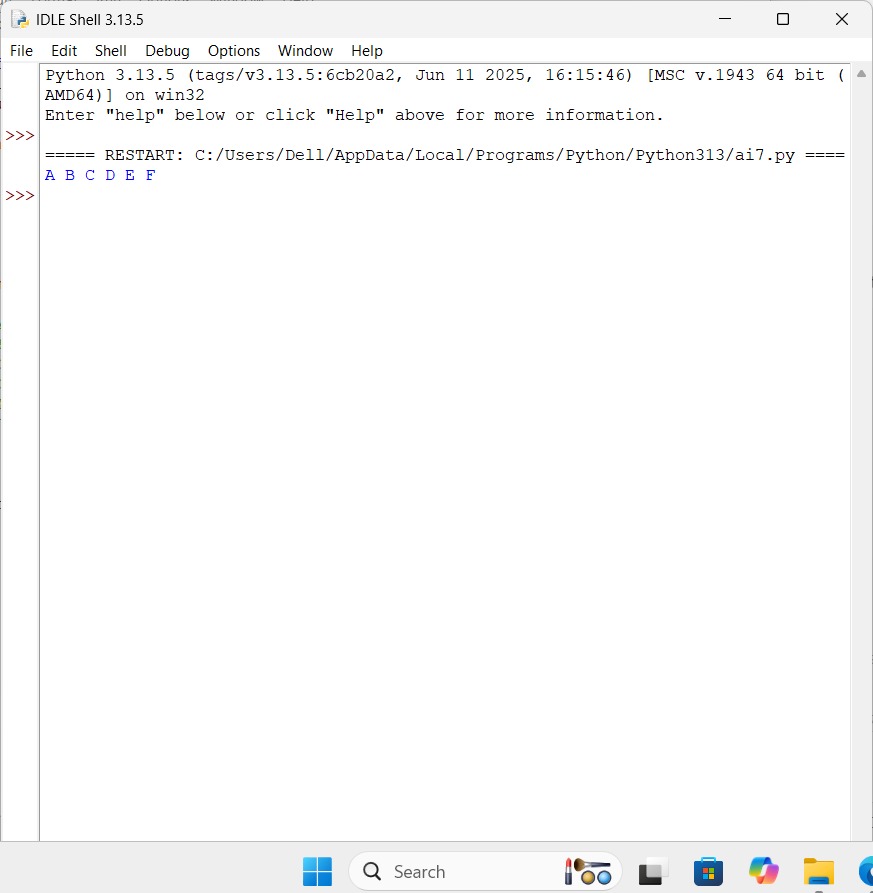 IDLE Shell 3.13.5
File Edit Shell Debug Options Window Help
Python 3.13.5 (tags/v3.13.5:6cb20a2, Jun 11 2025, 16:15:46) [MSC v.1943 64 bit (
AMD64)] on win32
Enter "help" below or click "Help" above for more information.
>>>
===== RESTART: C:/Users/Dell/AppData/Local/Programs/Python/Python313/ai7.py ====
A B C D E F
>>>
Search